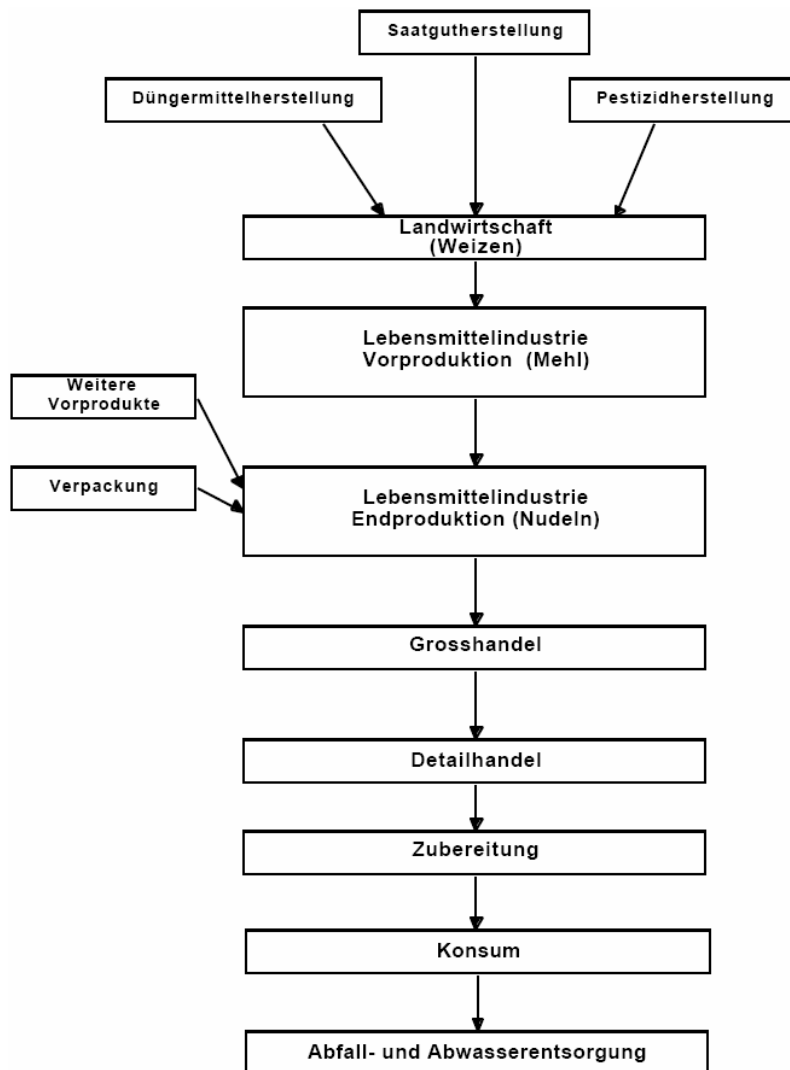 Saatgutherstellung
Düngermittelherstellung
Pestizidherstellung
Landwirtschaft
(Weizen)
Lebensmittelindustrie
Vorproduktion (Mehl)
Weitere
Vorprodukte
Verpackung
Lebensmittelindustrie
Endproduktion (Nudeln)
Grosshandel
Detailhandel
Zubereitung
Konsum
Abfall- und Abwasserentsorgung